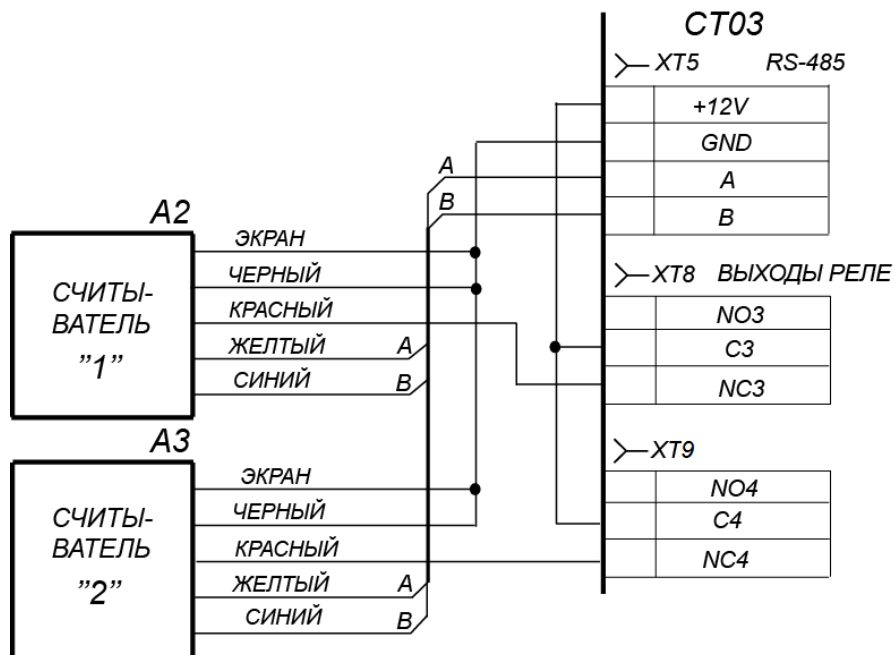 CT03
XT5 RS-485
+12V
GND
A
B
A
B
XT8 ВЫХОДЫ РЕЛЕ
NO3
C3
NC3
XT9
NO4
C4
NC4
A2
СЧИТЫ-
ВАТЕЛЬ
"1"
ЭКРАН
ЧЕРНЫЙ
КРАСНЫЙ
ЖЕЛТЫЙ A
СИНИЙ B
A3
СЧИТЫ-
ВАТЕЛЬ
"2"
ЭКРАН
ЧЕРНЫЙ
КРАСНЫЙ
ЖЕЛТЫЙ A
СИНИЙ B